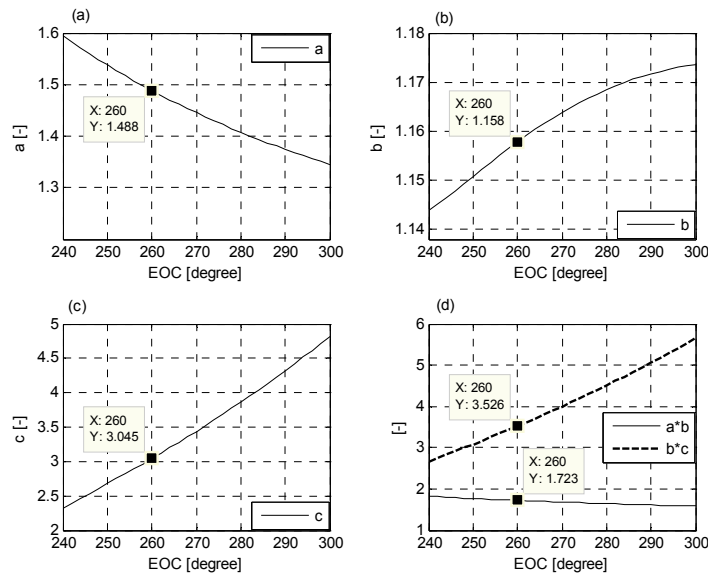 (a)
1.6
1.5
1.4
1.3
a [-]
X: 260
Y: 1.488
a
240 250 260 270 280 290 300
EOC [degree]
(b)
1.18
1.17
1.16
1.15
1.14
b [-]
X: 260
Y: 1.158
b
240 250 260 270 280 290 300
EOC [degree]
(c)
5
4.5
4
3.5
3
2.5
2
c [-]
X: 260
Y: 3.045
c
240 250 260 270 280 290 300
EOC [degree]
(d)
6
5
4
3
2
1
[-]
X: 260
Y: 3.526
a*b
b*c
X: 260
Y: 1.723
240 250 260 270 280 290 300
EOC [degree]